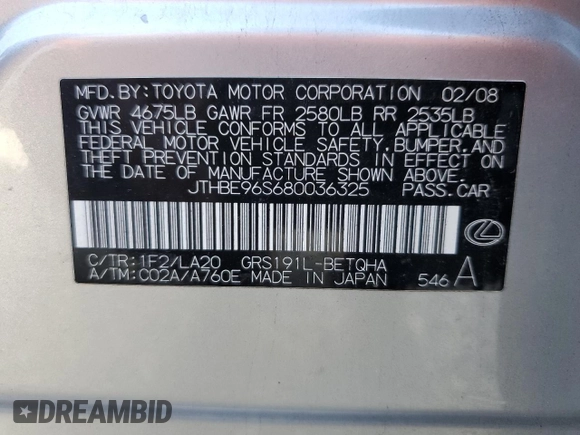 MFD. BY: TOYOTA MOTOR CORPORATION 02/08
GVWR 4675LB GAWR FR 2580LB RR 2535LB
THIS VEHICLE CONFORMS TO ALL APPLICABLE
FEDERAL MOTOR VEHICLE SAFETY, BUMPER, AND
THEFT PREVENTION STANDARDS IN EFFECT ON
THE DATE OF MANUFACTURE SHOWN ABOVE.
JTHBE96S680036325 PASS. CAR
C/TR: 1F2/LA20 GRS191L-BETQHA
A/TM: C02A/A760E MADE IN JAPAN 546 A
DREAMBID